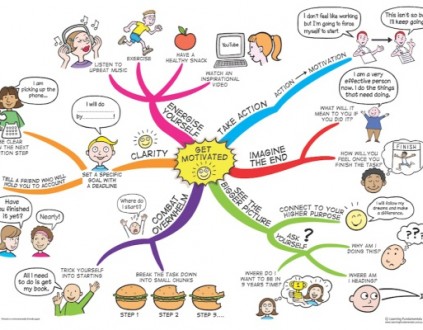 GET
MOTIVATED
ENERGISE
YOURSELF
LISTEN TO
UPBEAT MUSIC
EXERCISE
HAVE A
HEALTHY SNACK
WATCH AN
INSPIRATIONAL
VIDEO
YouTube
TAKE ACTION
ACTION → MOTIVATION
I don't feel like working
but I'm going to force
myself to start
This isn't so b
I'll keep going
IMAGINE
THE END
WHAT WILL IT
MEAN TO YOU IF
YOU DO IT?
I am a very
effective person
now. I do the things
that need doing.
HOW WILL YOU
FEEL ONCE YOU
FINISH THE TASK?
FINISH
SEE THE
BIGGER PICTURE
CONNECT TO YOUR
HIGHER PURPOSE
I will follow my
dreams and make
a difference.
ASK
YOURSELF
?
WHY AM I
DOING THIS?
???
WHERE AM I
HEADING?
WHERE DO I
WANT TO BE IN
5 YEARS TIME?
COMBAT
OVERWHELM
Where do
I start?
BREAK THE TASK DOWN
IN SMALL CHUNKS
STEP 1
STEP 2
STEP 3...
TRICK YOURSELF
INTO STARTING
All I need
to do is get
my book.
CLARITY
SET A SPECIFIC
GOAL WITH
A DEADLINE
I will do
by
I am
picking up
the phone...
E CLEAR
THE NEXT
TION STEP
TELL A FRIEND WHO WILL
HOLD YOU TO ACCOUNT
Have you
finished
it yet?
Nearly!